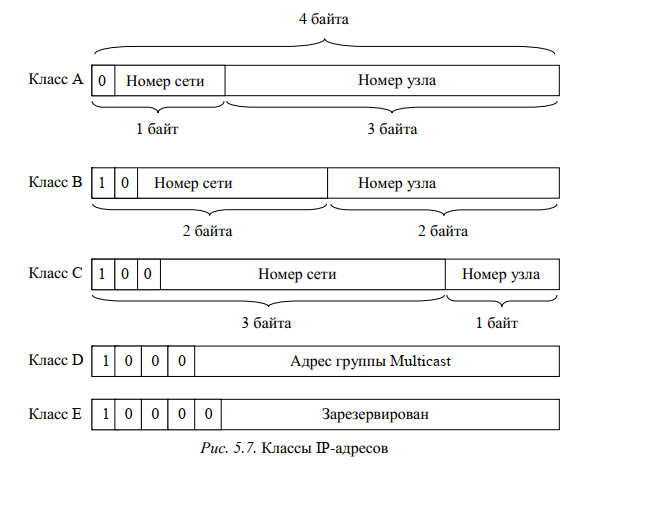 4 байта
Класс A 0 Номер сети Номер узла
1 байт 3 байта
Класс B 1 0 Номер сети Номер узла
2 байта 2 байта
Класс C 1 0 0 Номер сети Номер узла
3 байта 1 байт
Класс D 1 0 0 0 Адрес группы Multicast
Класс E 1 0 0 0 0 Зарезервирован
Рис. 5.7. Классы IP-адресов